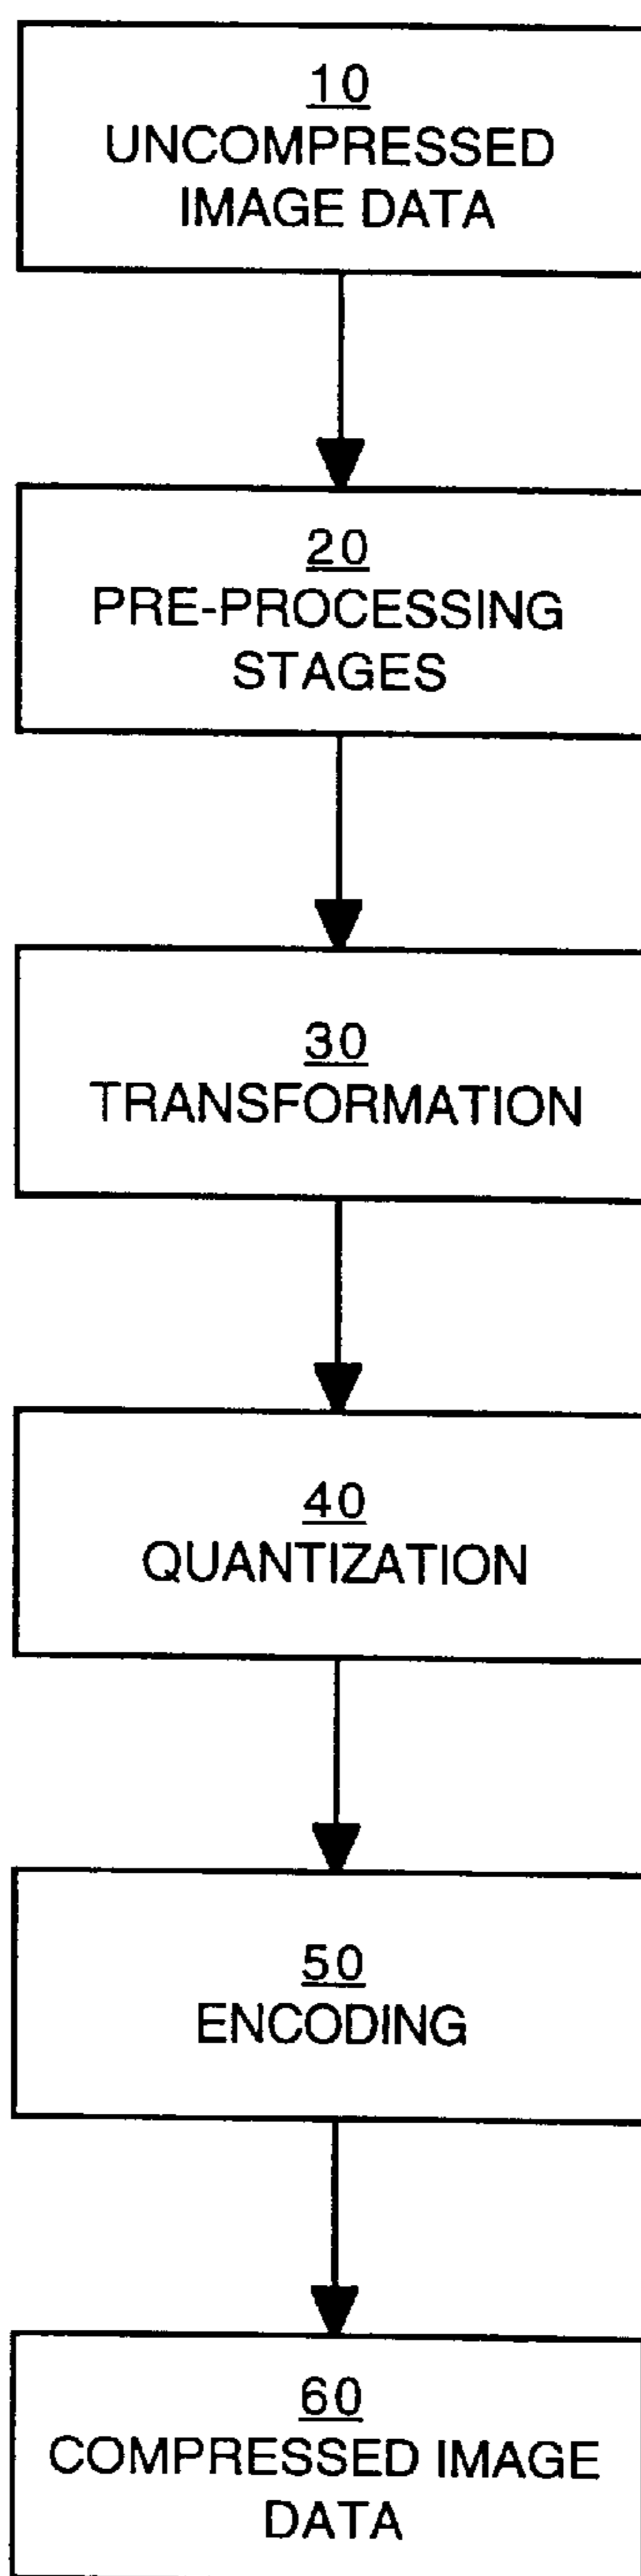 10
UNCOMPRESSED
IMAGE DATA
20
PRE-PROCESSING
STAGES
30
TRANSFORMATION
40
QUANTIZATION
50
ENCODING
60
COMPRESSED IMAGE
DATA